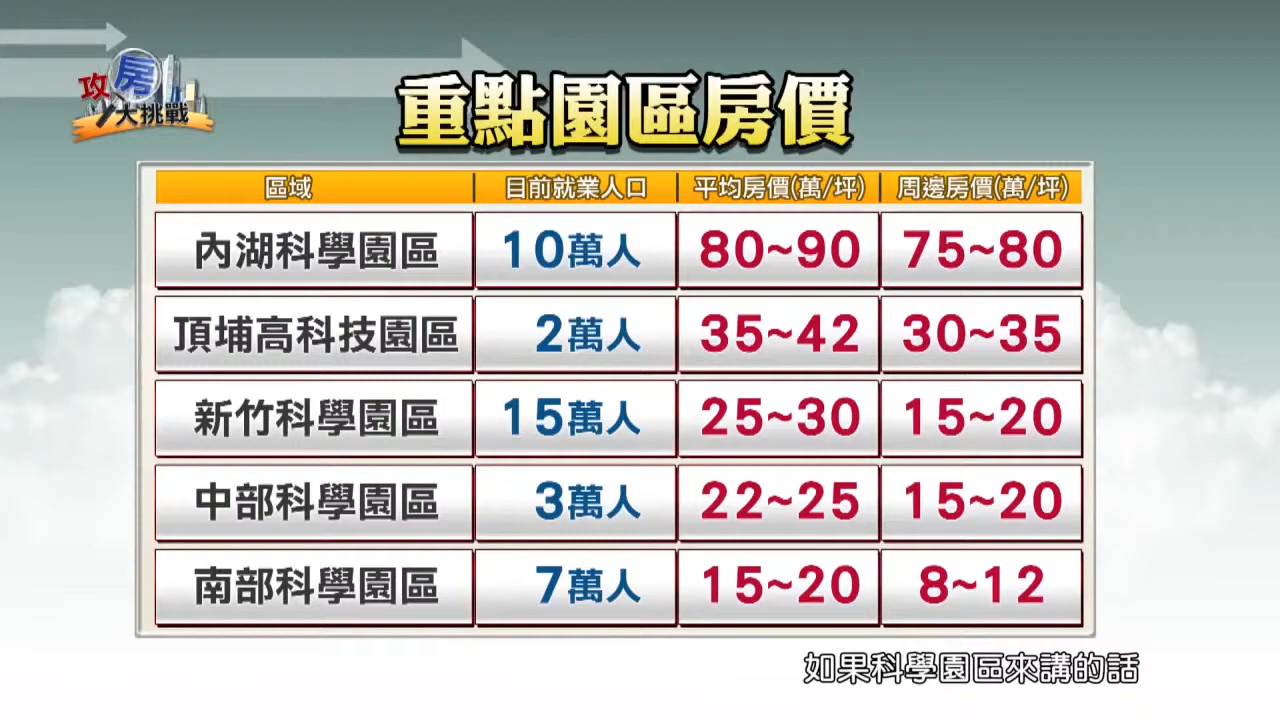 攻房大挑戰
重點園區房價
區域 目前就業人口 平均房價(萬/坪) 周邊房價(萬/坪)
內湖科學園區 10萬人 80~90 75~80
頂埔高科技園區 2萬人 35~42 30~35
新竹科學園區 15萬人 25~30 15~20
中部科學園區 3萬人 22~25 15~20
南部科學園區 7萬人 15~20 8~12
如果科學園區來講的話